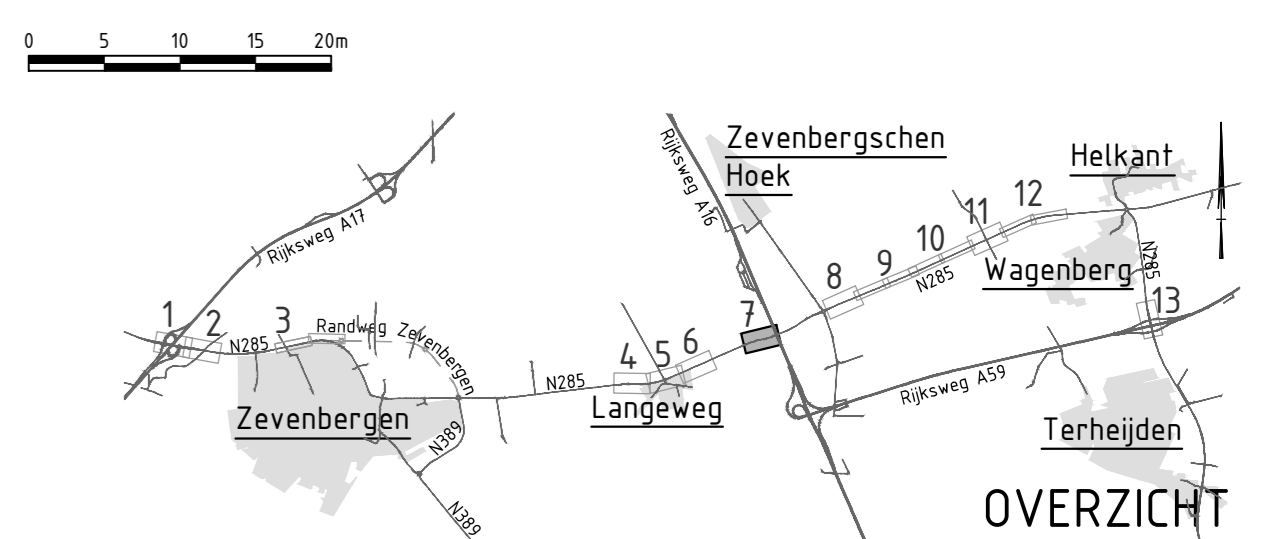 0 5 10 15 20m
Zevenbergschen
Hoek
Helkant
Rijksweg A17
Rijksweg A16
1
2
3
4
5
6
7
8
9
10
11
12
13
N285
Randweg Zevenbergen
N285
N285
N285
Wagenberg
Zevenbergen
Langeweg
Rijksweg A59
Terheijden
N389
N389
OVERZICHT